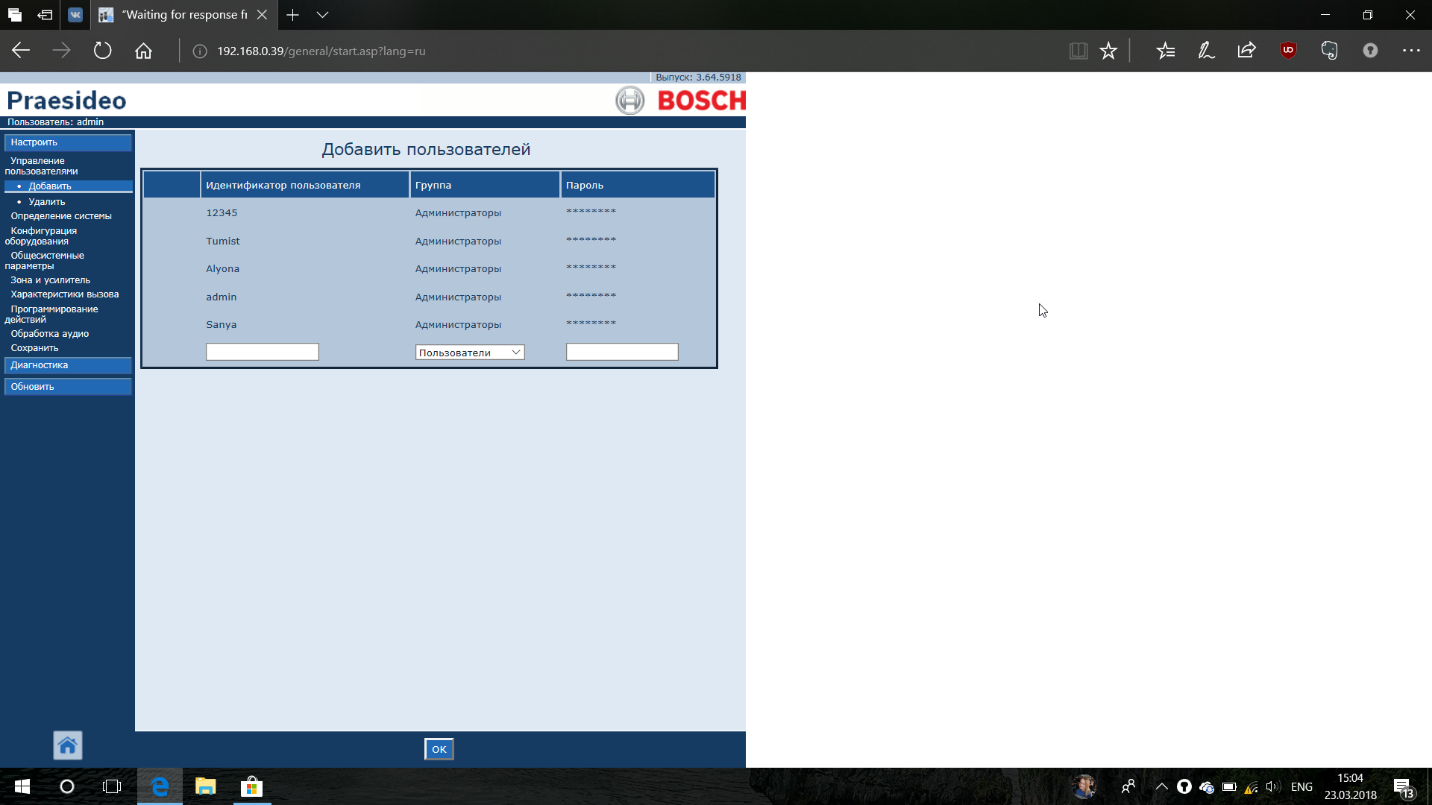 "Waiting for response fr
192.168.0.39/general/start.asp?lang=ru
Выпуск: 3.64.5918
Praesideo
BOSCH
Пользователь: admin
Настроить
Управление
пользователями
• Добавить
• Удалить
Определение системы
Конфигурация
оборудования
Общесистемные
параметры
Зона и усилитель
Характеристики вызова
Программирование
действий
Обработка аудио
Сохранить
Диагностика
Обновить
Добавить пользователей
Идентификатор пользователя Группа Пароль
12345 Администраторы ********
Tumist Администраторы ********
Alyona Администраторы ********
admin Администраторы ********
Sanya Администраторы ********
Пользователи
OK
ENG
15:04
23.03.2018
13